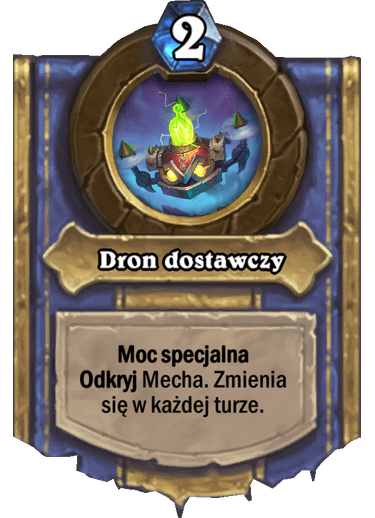 2
Dron dostawczy
Moc specjalna
Odkryj Mecha. Zmienia
się w każdej turze.